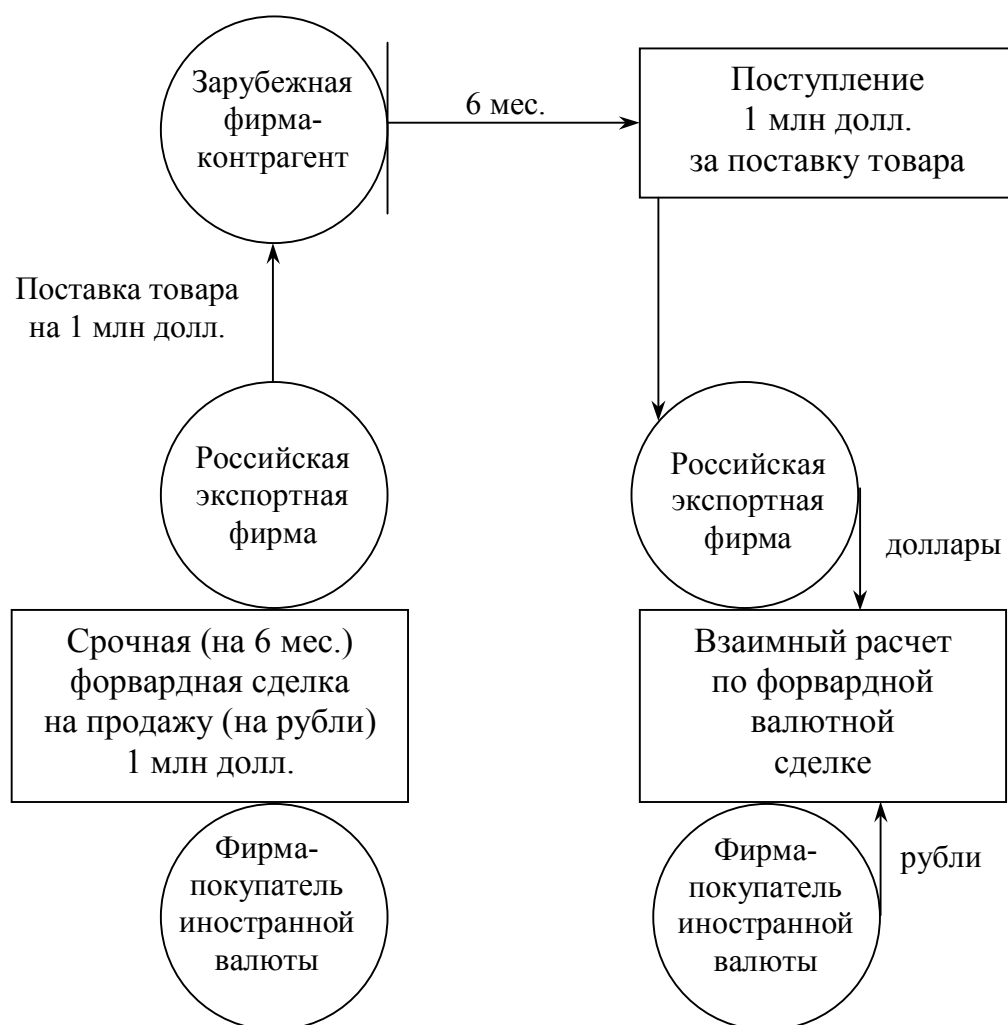 Зарубежная
фирма-
контрагент
6 мес.
Поступление
1 млн долл.
за поставку товара
Поставка товара
на 1 млн долл.
Российская
экспортная
фирма
Российская
экспортная
фирма
доллары
Срочная (на 6 мес.)
форвардная сделка
на продажу (на рубли)
1 млн долл.
Взаимный расчет
по форвардной
валютной
сделке
Фирма-
покупатель
иностранной
валюты
Фирма-
покупатель
иностранной
валюты
рубли